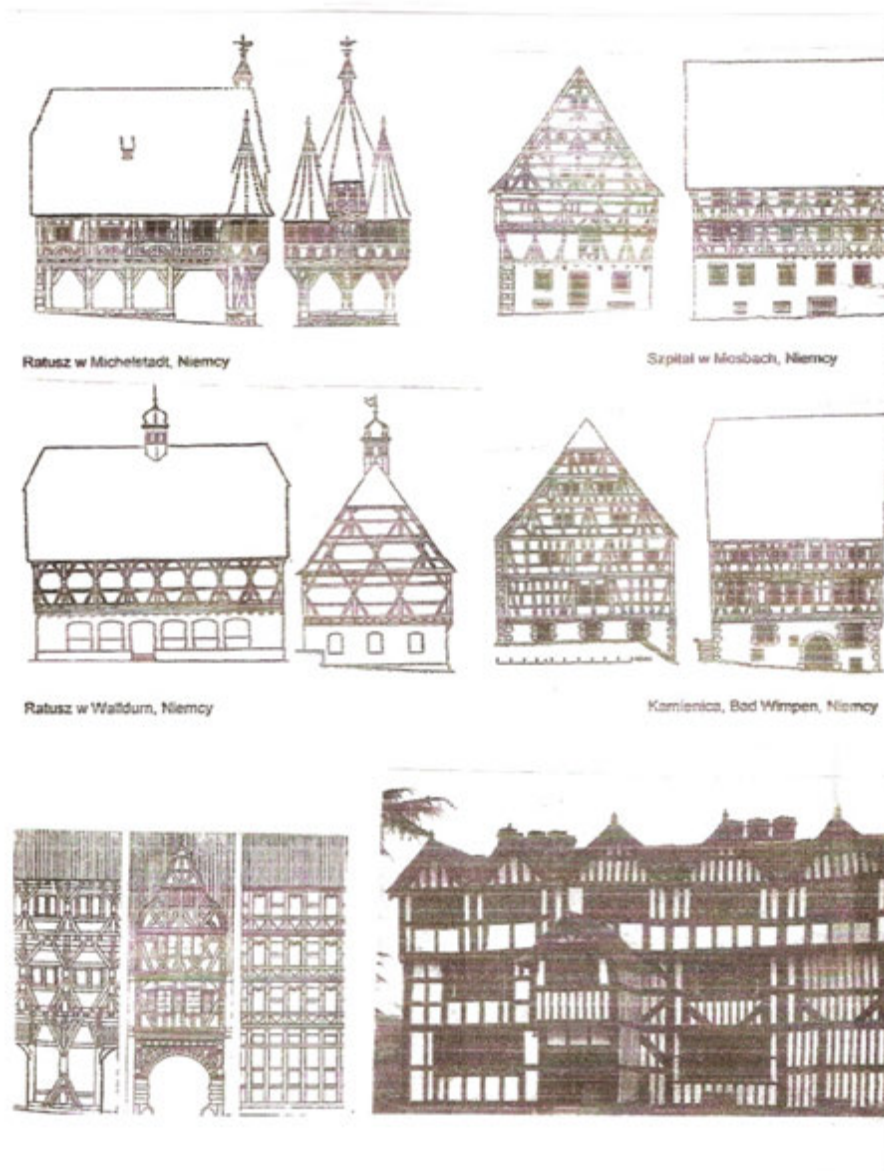 Ratusz w Michelstadt, Niemcy
Szpital w Mosbach, Niemcy
Ratusz w Walldurn, Niemcy
Kamienica, Bad Wimpen, Niemcy